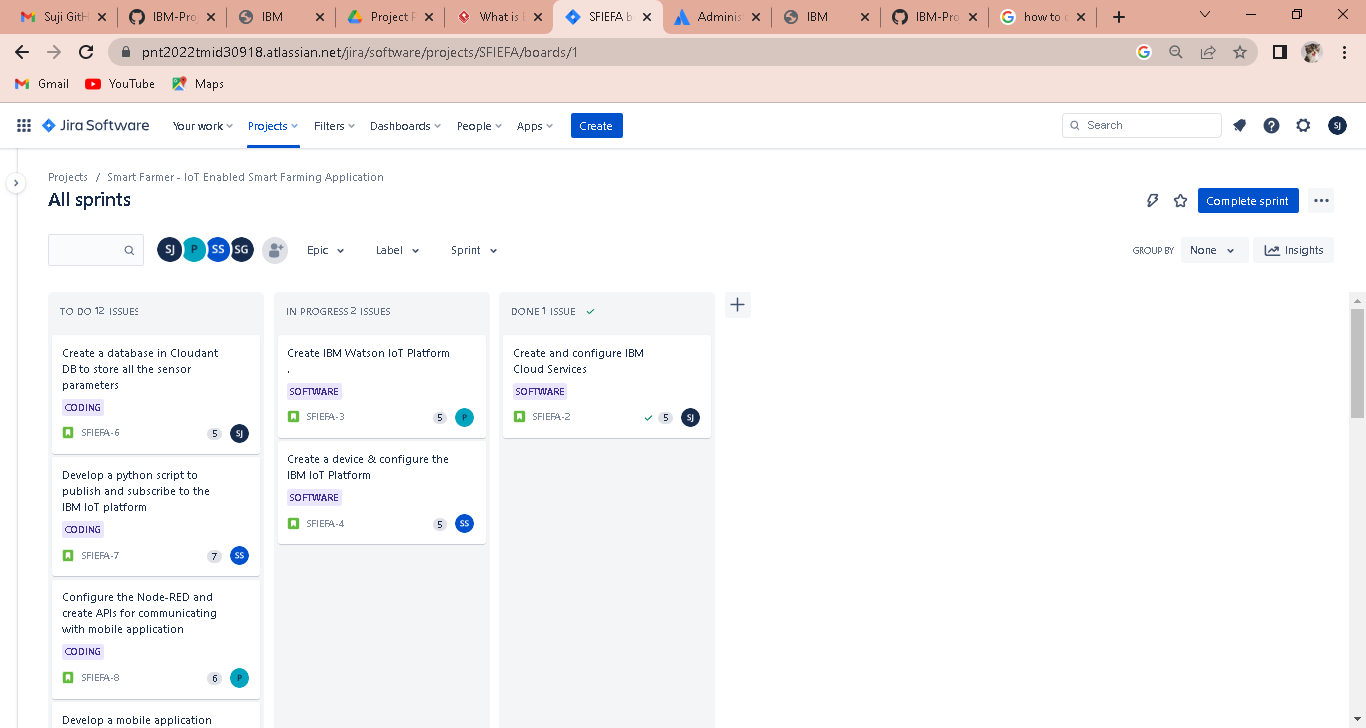 Suji GitH
IBM-Pro
IBM
Project F
What is
SFIEFA b
Adminis
IBM
IBM-Pro
how to c
pnt2022tmid30918.atlassian.net/jira/software/projects/SFIEFA/boards/1
Gmail
YouTube
Maps
Jira Software
Your work
Projects
Filters
Dashboards
People
Apps
Create
Search
SJ
Projects / Smart Farmer - IoT Enabled Smart Farming Application
All sprints
Complete sprint
SJ P SS SG
Epic
Label
Sprint
GROUP BY
None
Insights
TO DO 12 ISSUES
Create a database in Cloudant
DB to store all the sensor
parameters
CODING
SFIEFA-6 5 SJ
Develop a python script to
publish and subscribe to the
IBM IoT platform
CODING
SFIEFA-7 7 SS
Configure the Node-RED and
create APIs for communicating
with mobile application
CODING
SFIEFA-8 6 P
Develop a mobile application
IN PROGRESS 2 ISSUES
Create IBM Watson IoT Platform
.
SOFTWARE
SFIEFA-3 5 P
Create a device & configure the
IBM IoT Platform
SOFTWARE
SFIEFA-4 5 SS
DONE 1 ISSUE
Create and configure IBM
Cloud Services
SOFTWARE
SFIEFA-2 5 SJ